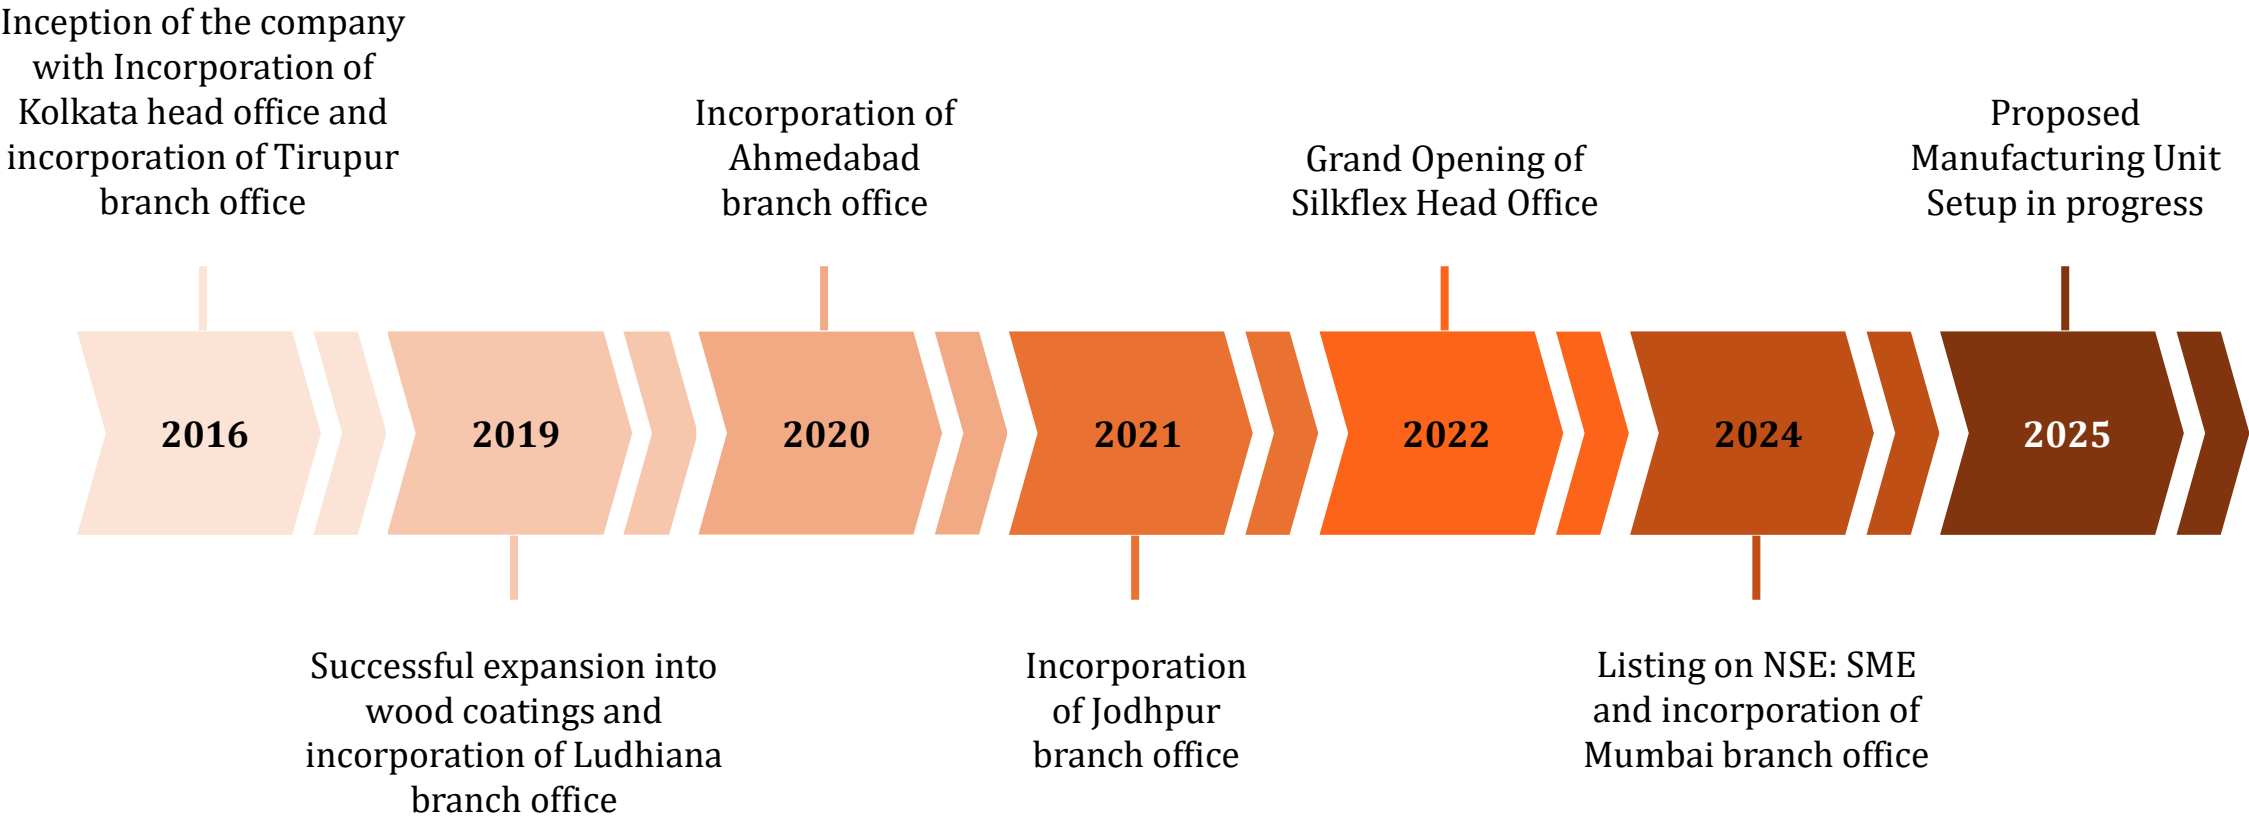 Inception of the company
with Incorporation of
Kolkata head office and
incorporation of Tirupur
branch office
Incorporation of
Ahmedabad
branch office
Grand Opening of
Silkflex Head Office
Proposed
Manufacturing Unit
Setup in progress
2016
2019
2020
2021
2022
2024
2025
Successful expansion into
wood coatings and
incorporation of Ludhiana
branch office
Incorporation
of Jodhpur
branch office
Listing on NSE: SME
and incorporation of
Mumbai branch office